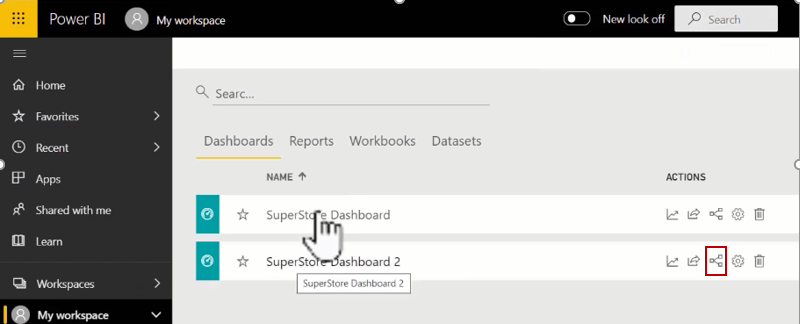 Power BI My workspace New look off Search
Home
Favorites
Recent
Apps
Shared with me
Learn
Workspaces
My workspace
Searc...
Dashboards Reports Workbooks Datasets
NAME ACTIONS
SuperStore Dashboard
SuperStore Dashboard 2
SuperStore Dashboard 2